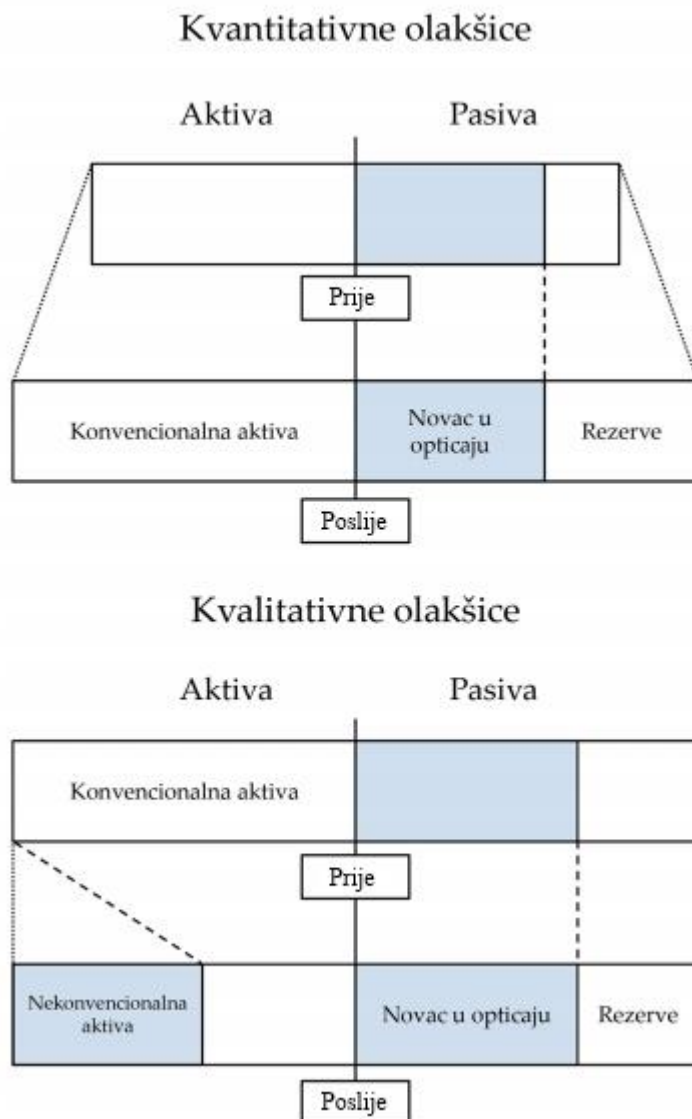 Kvantitativne olakšice
Aktiva Pasiva
Prije
Konvencionalna aktiva Novac u Rezerve
opticaju
Poslije
Kvalitativne olakšice
Aktiva Pasiva
Konvencionalna aktiva
Prije
Nekonvencionalna
aktiva
Novac u opticaju Rezerve
Poslije